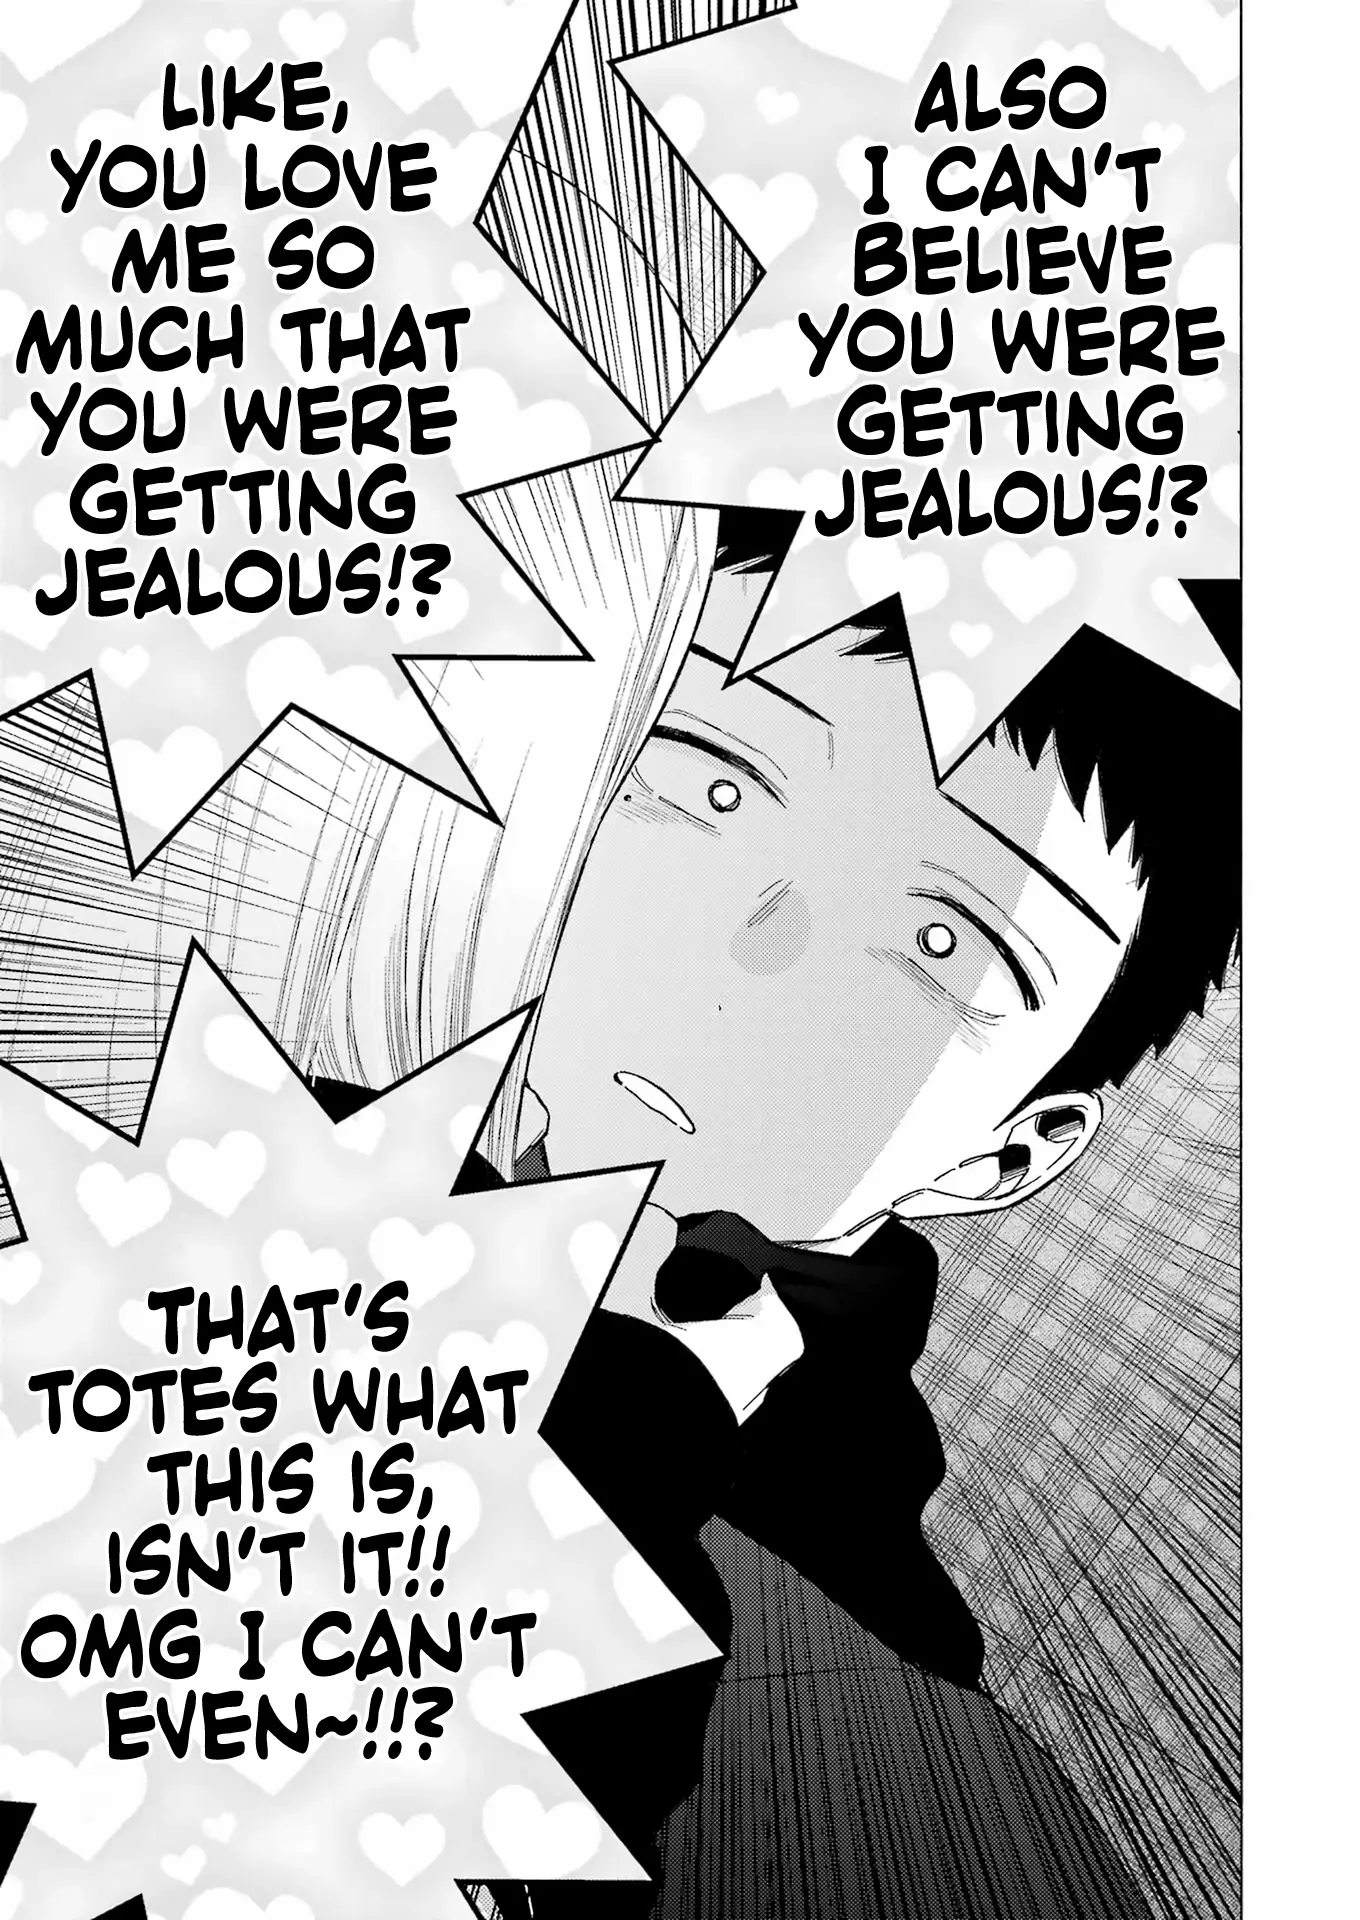 ALSO
I CAN'T
BELIEVE
YOU WERE
GETTING
JEALOUS!?
LIKE,
YOU LOVE
ME SO
MUCH THAT
YOU WERE
GETTING
JEALOUS!?
THAT'S
TOTES WHAT
THIS IS,
ISN'T IT!!
OMG I CAN'T
EVEN~!!?